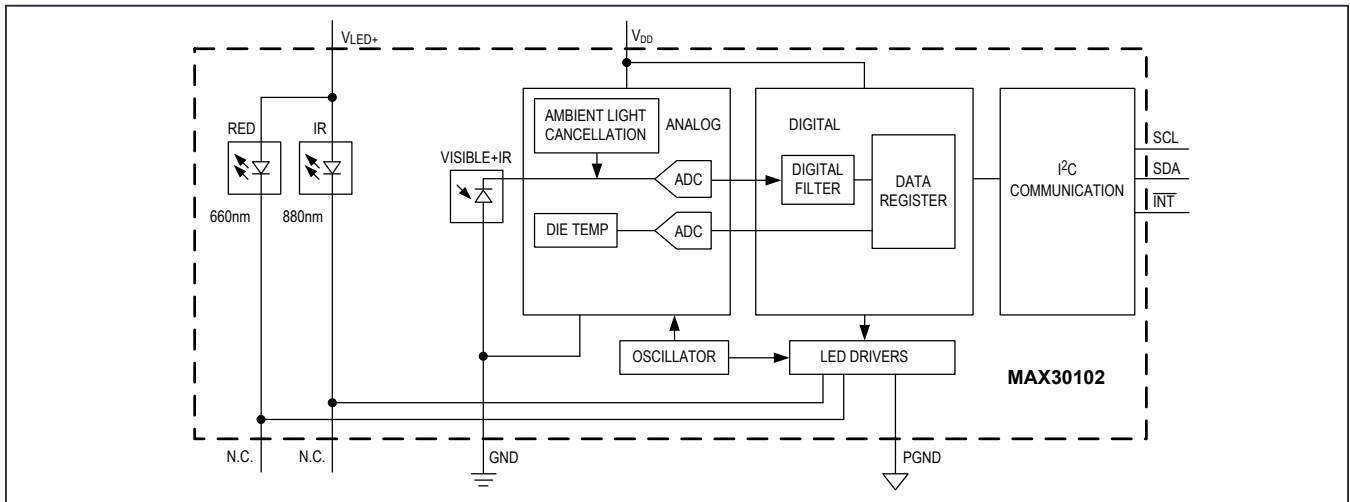 VLED+
VDD
RED
IR
660nm
880nm
VISIBLE+IR
AMBIENT LIGHT
CANCELLATION
ANALOG
ADC
DIE TEMP
ADC
DIGITAL
DIGITAL
FILTER
DATA
REGISTER
I2C
COMMUNICATION
SCL
SDA
INT
OSCILLATOR
LED DRIVERS
MAX30102
N.C.
N.C.
GND
PGND